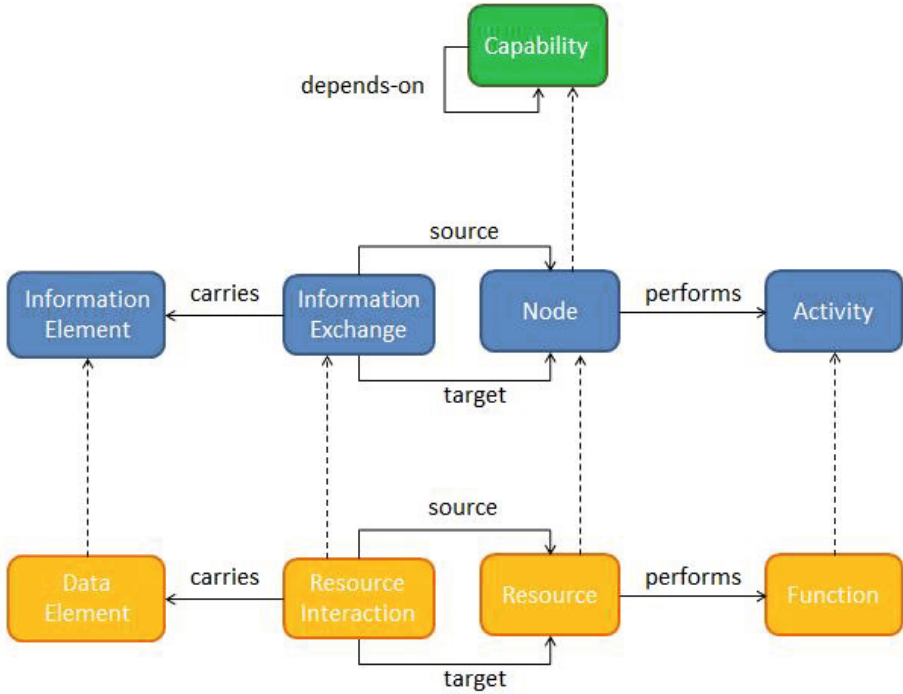 Capability
depends-on
source
Information
Element
carries
Information
Exchange
Node
performs
Activity
target
source
Data
Element
carries
Resource
Interaction
Resource
performs
Function
target